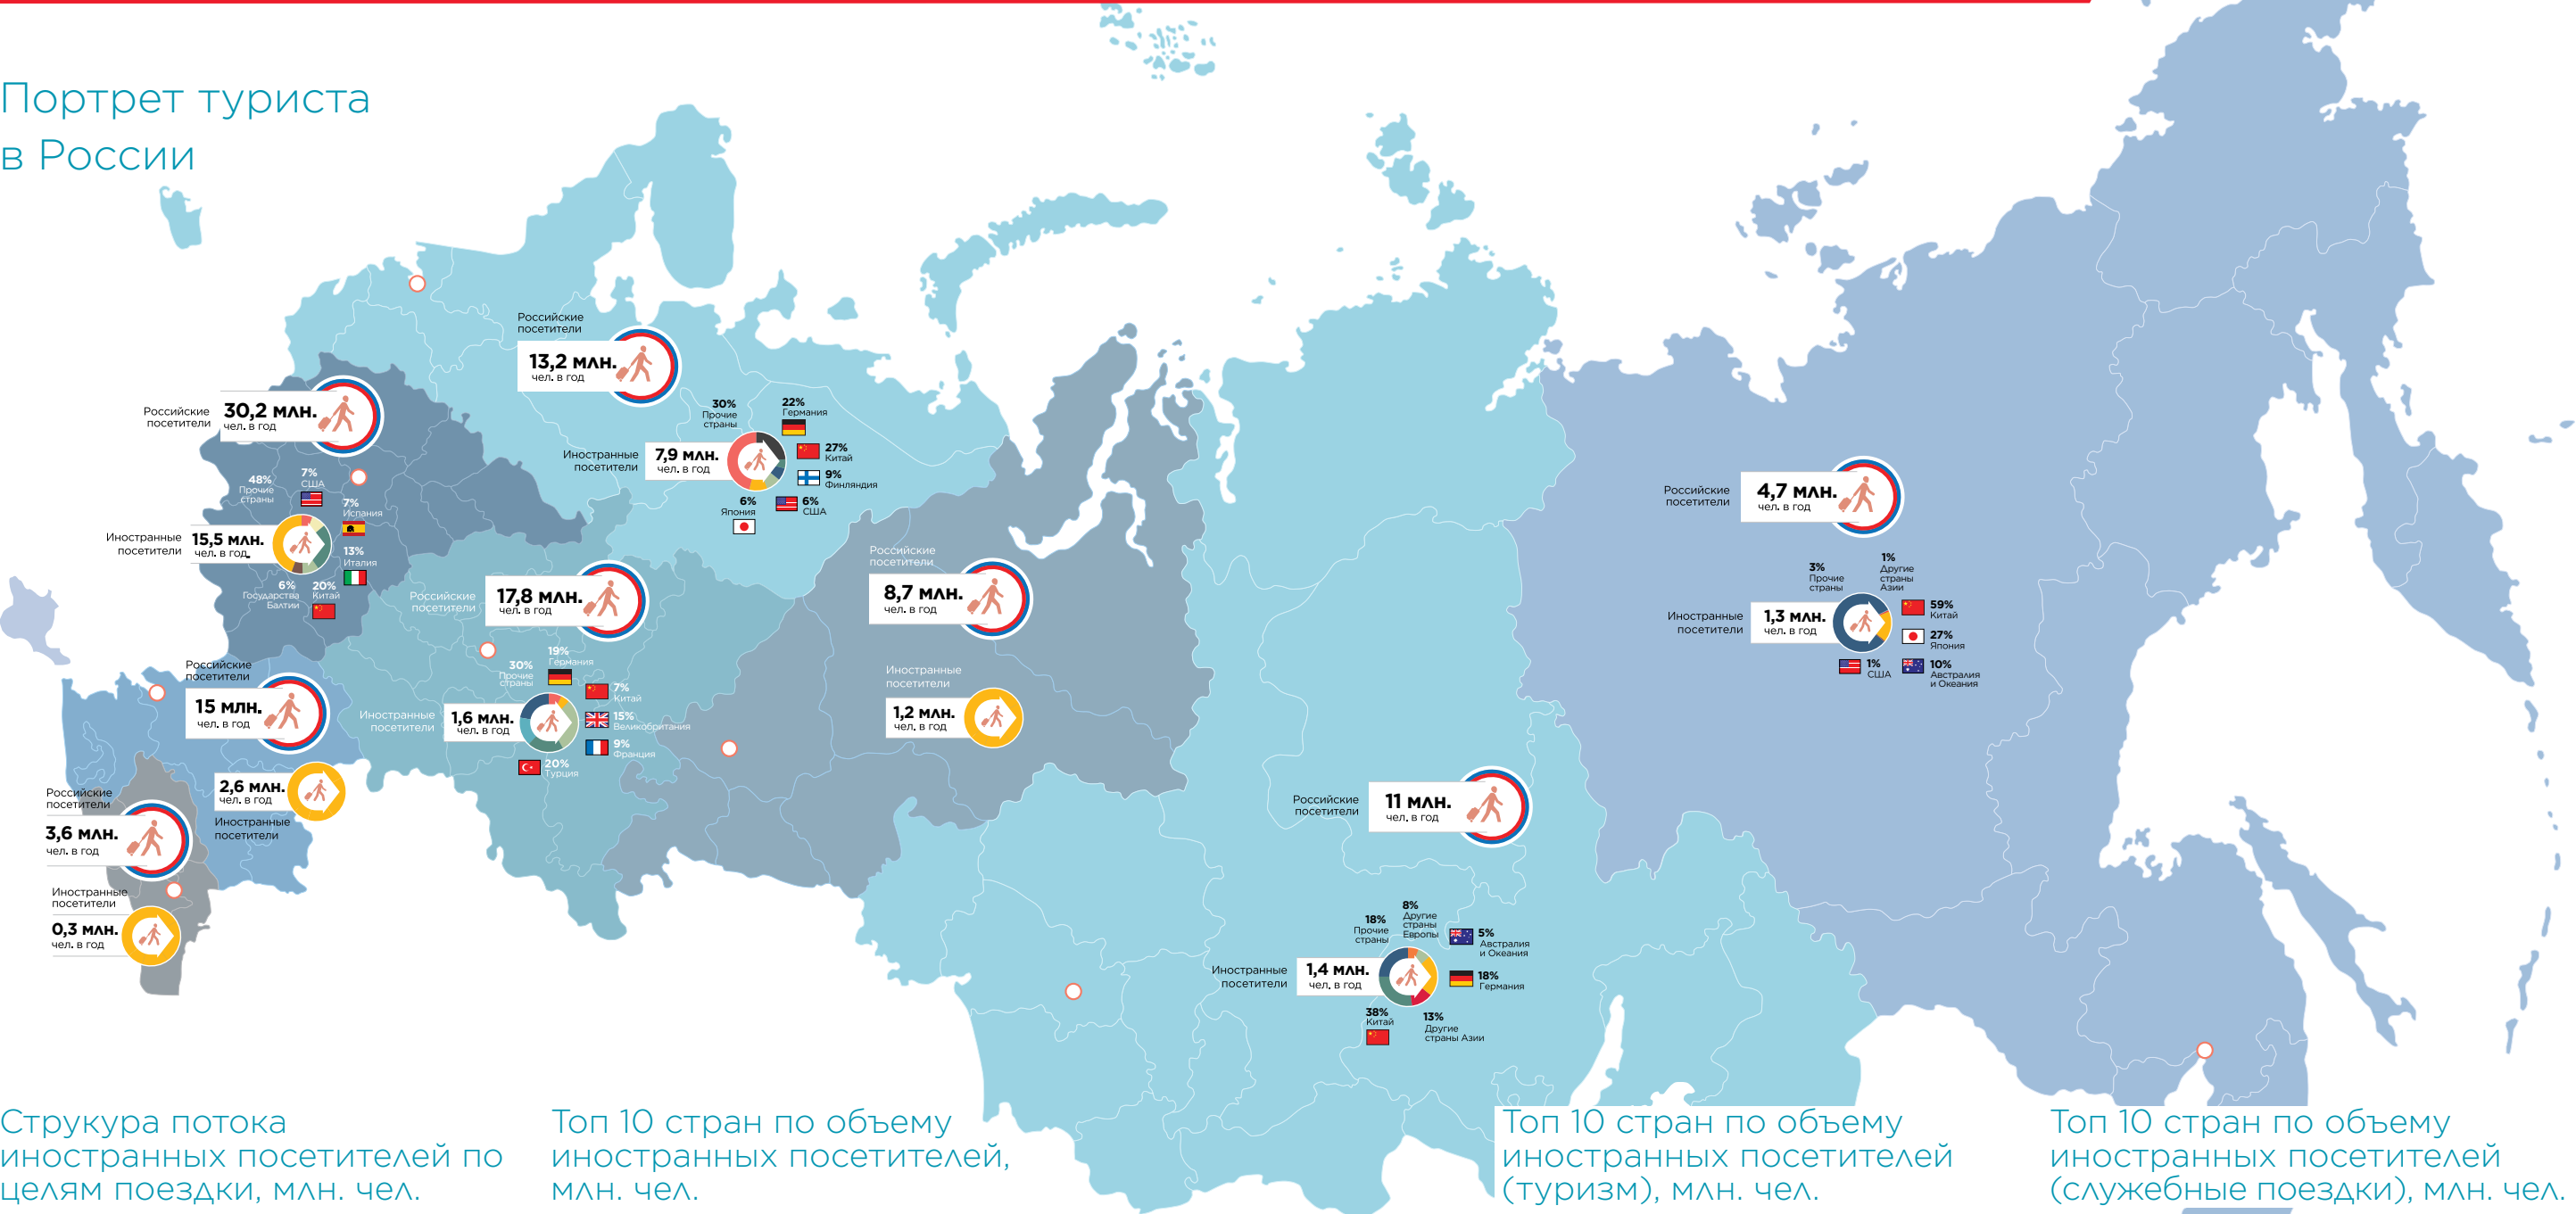 Портрет туриста
в России
Российские
посетители
13,2 млн.
чел. в год
30%
Прочие
страны
22%
Германия
27%
Китай
9%
Финляндия
6%
США
6%
Япония
Иностранные
посетители
7,9 млн.
чел. в год
Российские
посетители
30,2 млн.
чел. в год
48%
Прочие
страны
7%
США
7%
Испания
13%
Италия
20%
Китай
6%
Государства
Балтии
Иностранные
посетители
15,5 млн.
чел. в год
Российские
посетители
17,8 млн.
чел. в год
30%
Прочие
страны
19%
Германия
7%
Китай
15%
Великобритания
9%
Франция
20%
Турция
Иностранные
посетители
1,6 млн.
чел. в год
Российские
посетители
8,7 млн.
чел. в год
Иностранные
посетители
1,2 млн.
чел. в год
Российские
посетители
15 млн.
чел. в год
2,6 млн.
чел. в год
Иностранные
посетители
Российские
посетители
3,6 млн.
чел. в год
Иностранные
посетители
0,3 млн.
чел. в год
Российские
посетители
4,7 млн.
чел. в год
3%
Прочие
страны
1%
Другие
страны
Азии
59%
Китай
27%
Япония
10%
Австралия
и Океания
1%
США
Иностранные
посетители
1,3 млн.
чел. в год
Российские
посетители
11 млн.
чел. в год
18%
Прочие
страны
8%
Другие
страны
Европы
5%
Австралия
и Океания
18%
Германия
13%
Другие
страны Азии
38%
Китай
Иностранные
посетители
1,4 млн.
чел. в год
Струкура потока
иностранных посетителей по
целям поездки, млн. чел.
Топ 10 стран по объему
иностранных посетителей,
млн. чел.
Топ 10 стран по объему
иностранных посетителей
(туризм), млн. чел.
Топ 10 стран по объему
иностранных посетителей
(служебные поездки), млн. чел.